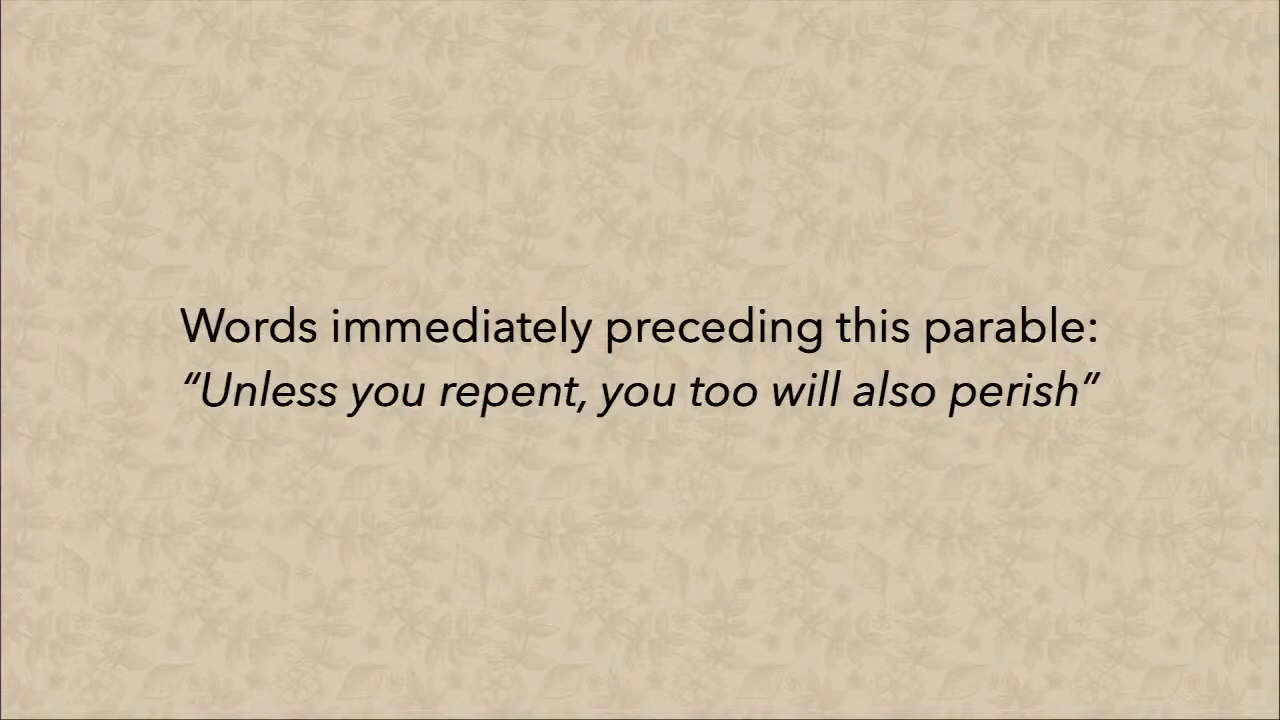 Words immediately preceding this parable:
“Unless you repent, you too will also perish”